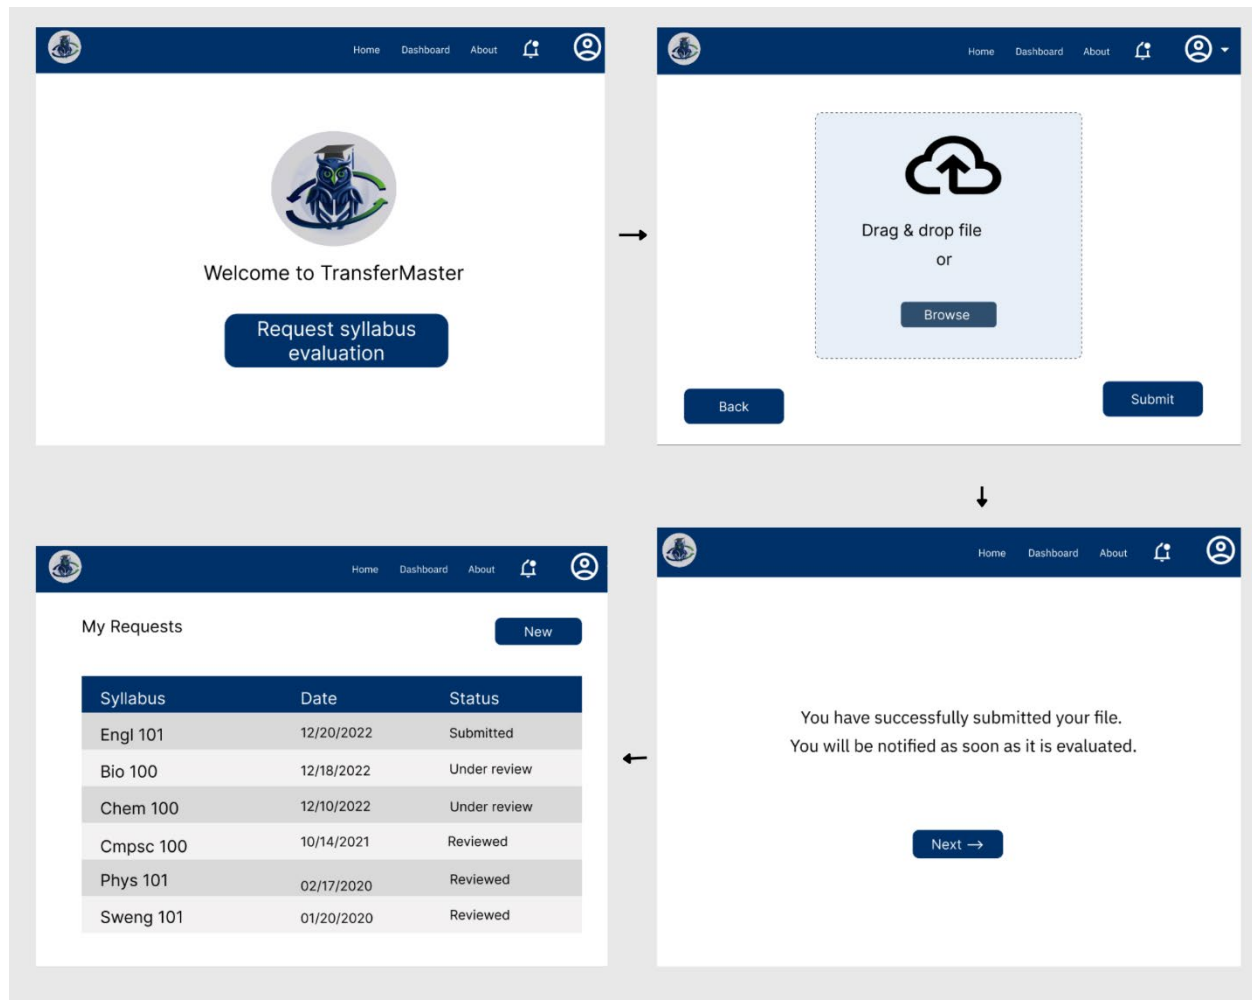 Home Dashboard About
Welcome to TransferMaster
Request syllabus
evaluation
Home Dashboard About
Drag & drop file
or
Browse
Back
Submit
Home Dashboard About
You have successfully submitted your file.
You will be notified as soon as it is evaluated.
Next →
Home Dashboard About
My Requests
New
Syllabus Date Status
Engl 101 12/20/2022 Submitted
Bio 100 12/18/2022 Under review
Chem 100 12/10/2022 Under review
Cmpsc 100 10/14/2021 Reviewed
Phys 101 02/17/2020 Reviewed
Sweng 101 01/20/2020 Reviewed